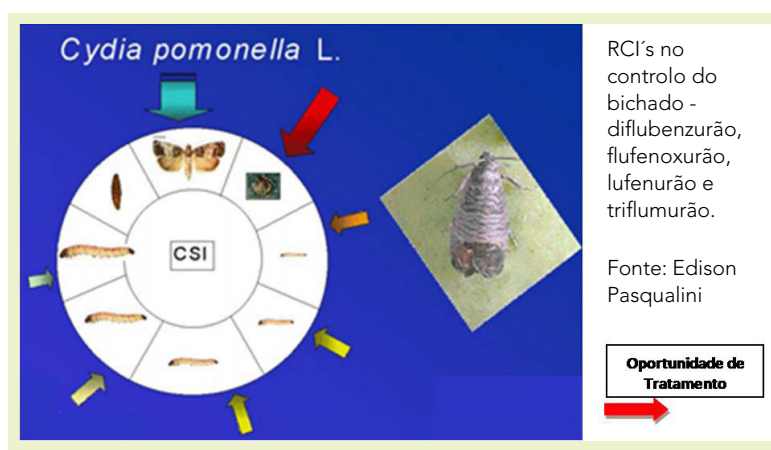 Cydia pomonella L.
CSI
RCI´s no
controlo do
bichado -
diflubenzurão,
flufenoxurão,
lufenurão e
triflumurão.
Fonte: Edison
Pasqualini
Oportunidade de
Tratamento